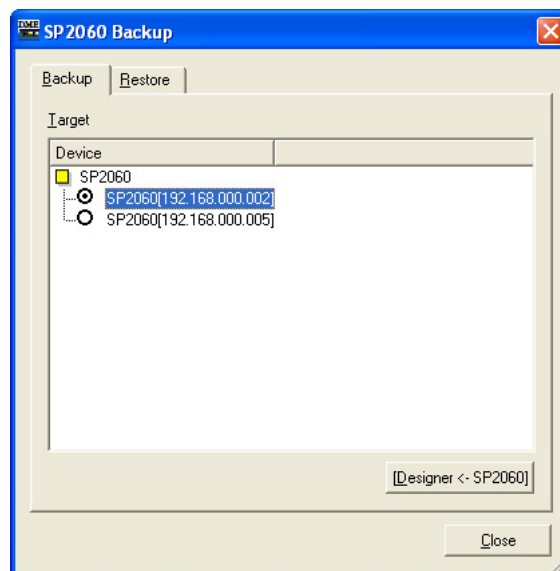 DME SP2060 Backup
Backup Restore
Target
Device
SP2060
SP2060[192.168.000.002]
SP2060[192.168.000.005]
[Designer <- SP2060]
Close